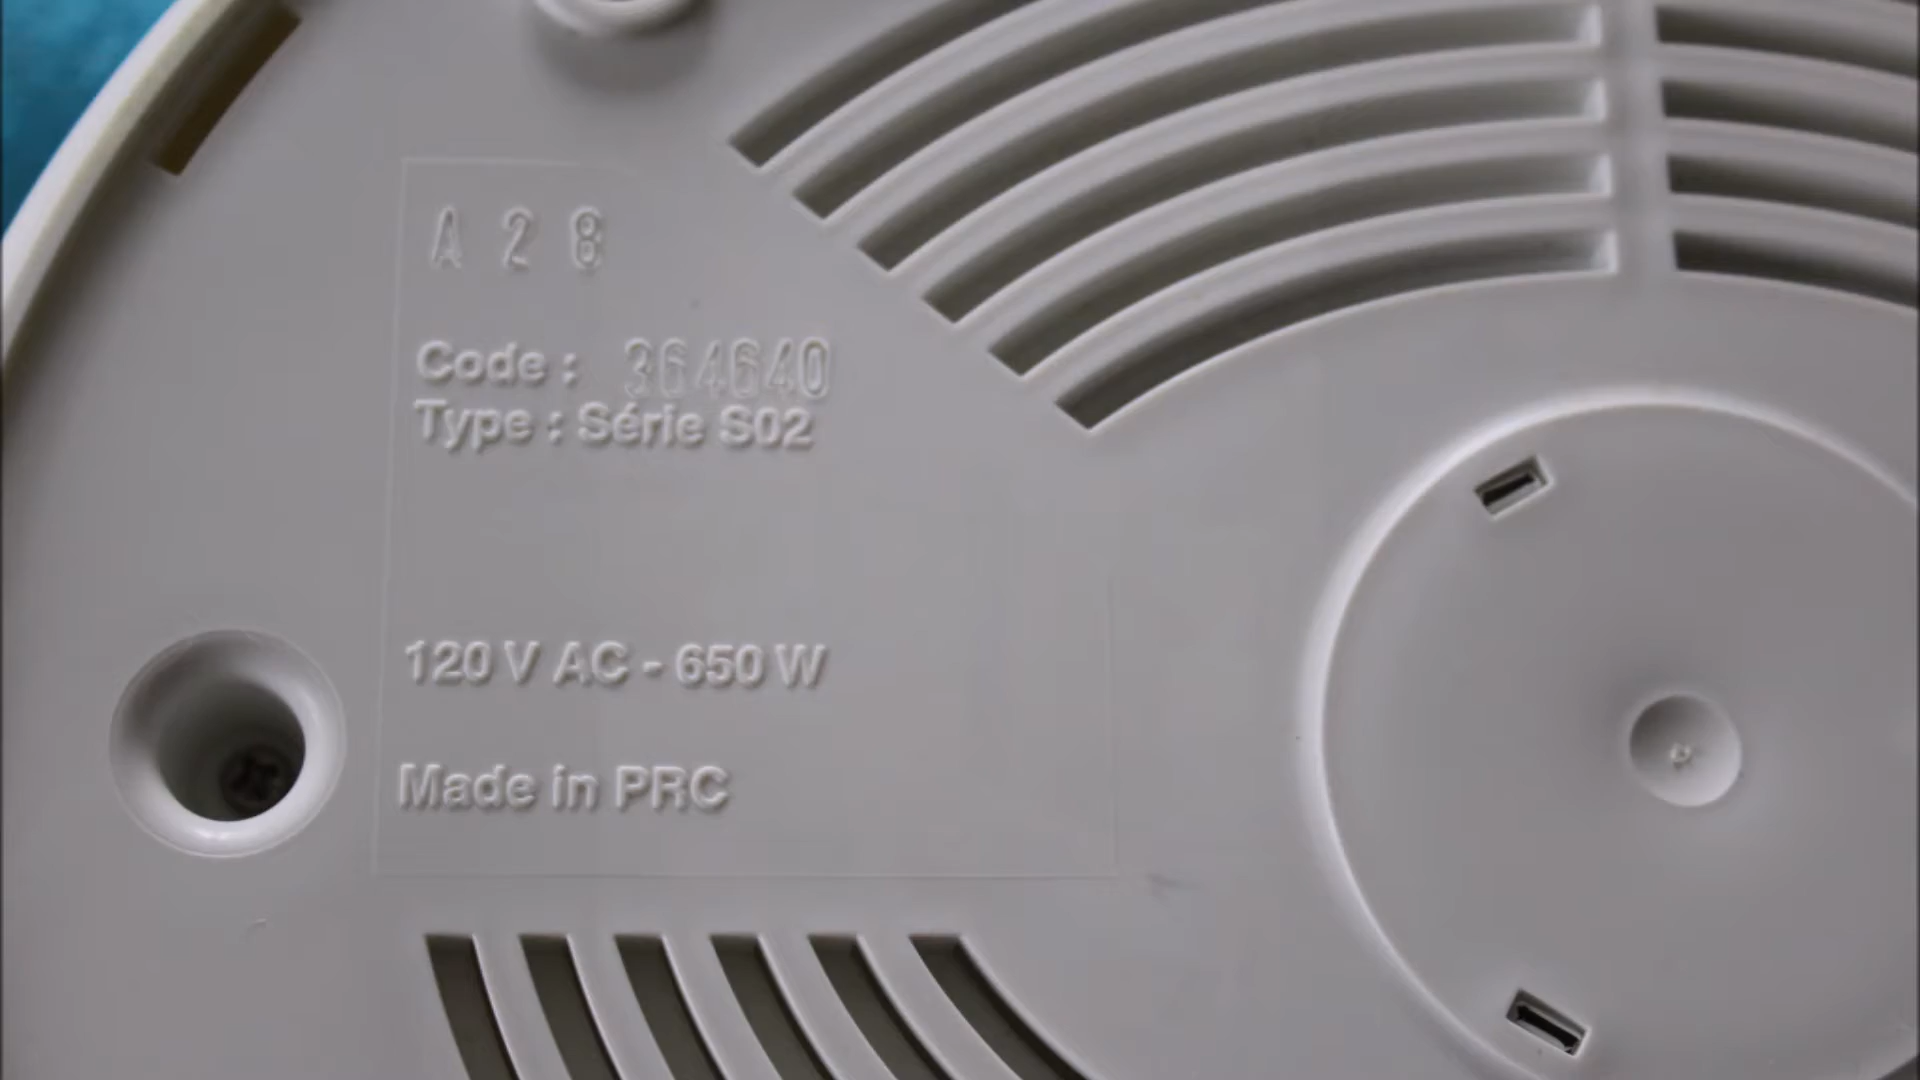 A 2 8
Code : 364640
Type : Série S02
120 V AC - 650 W
Made in PRC